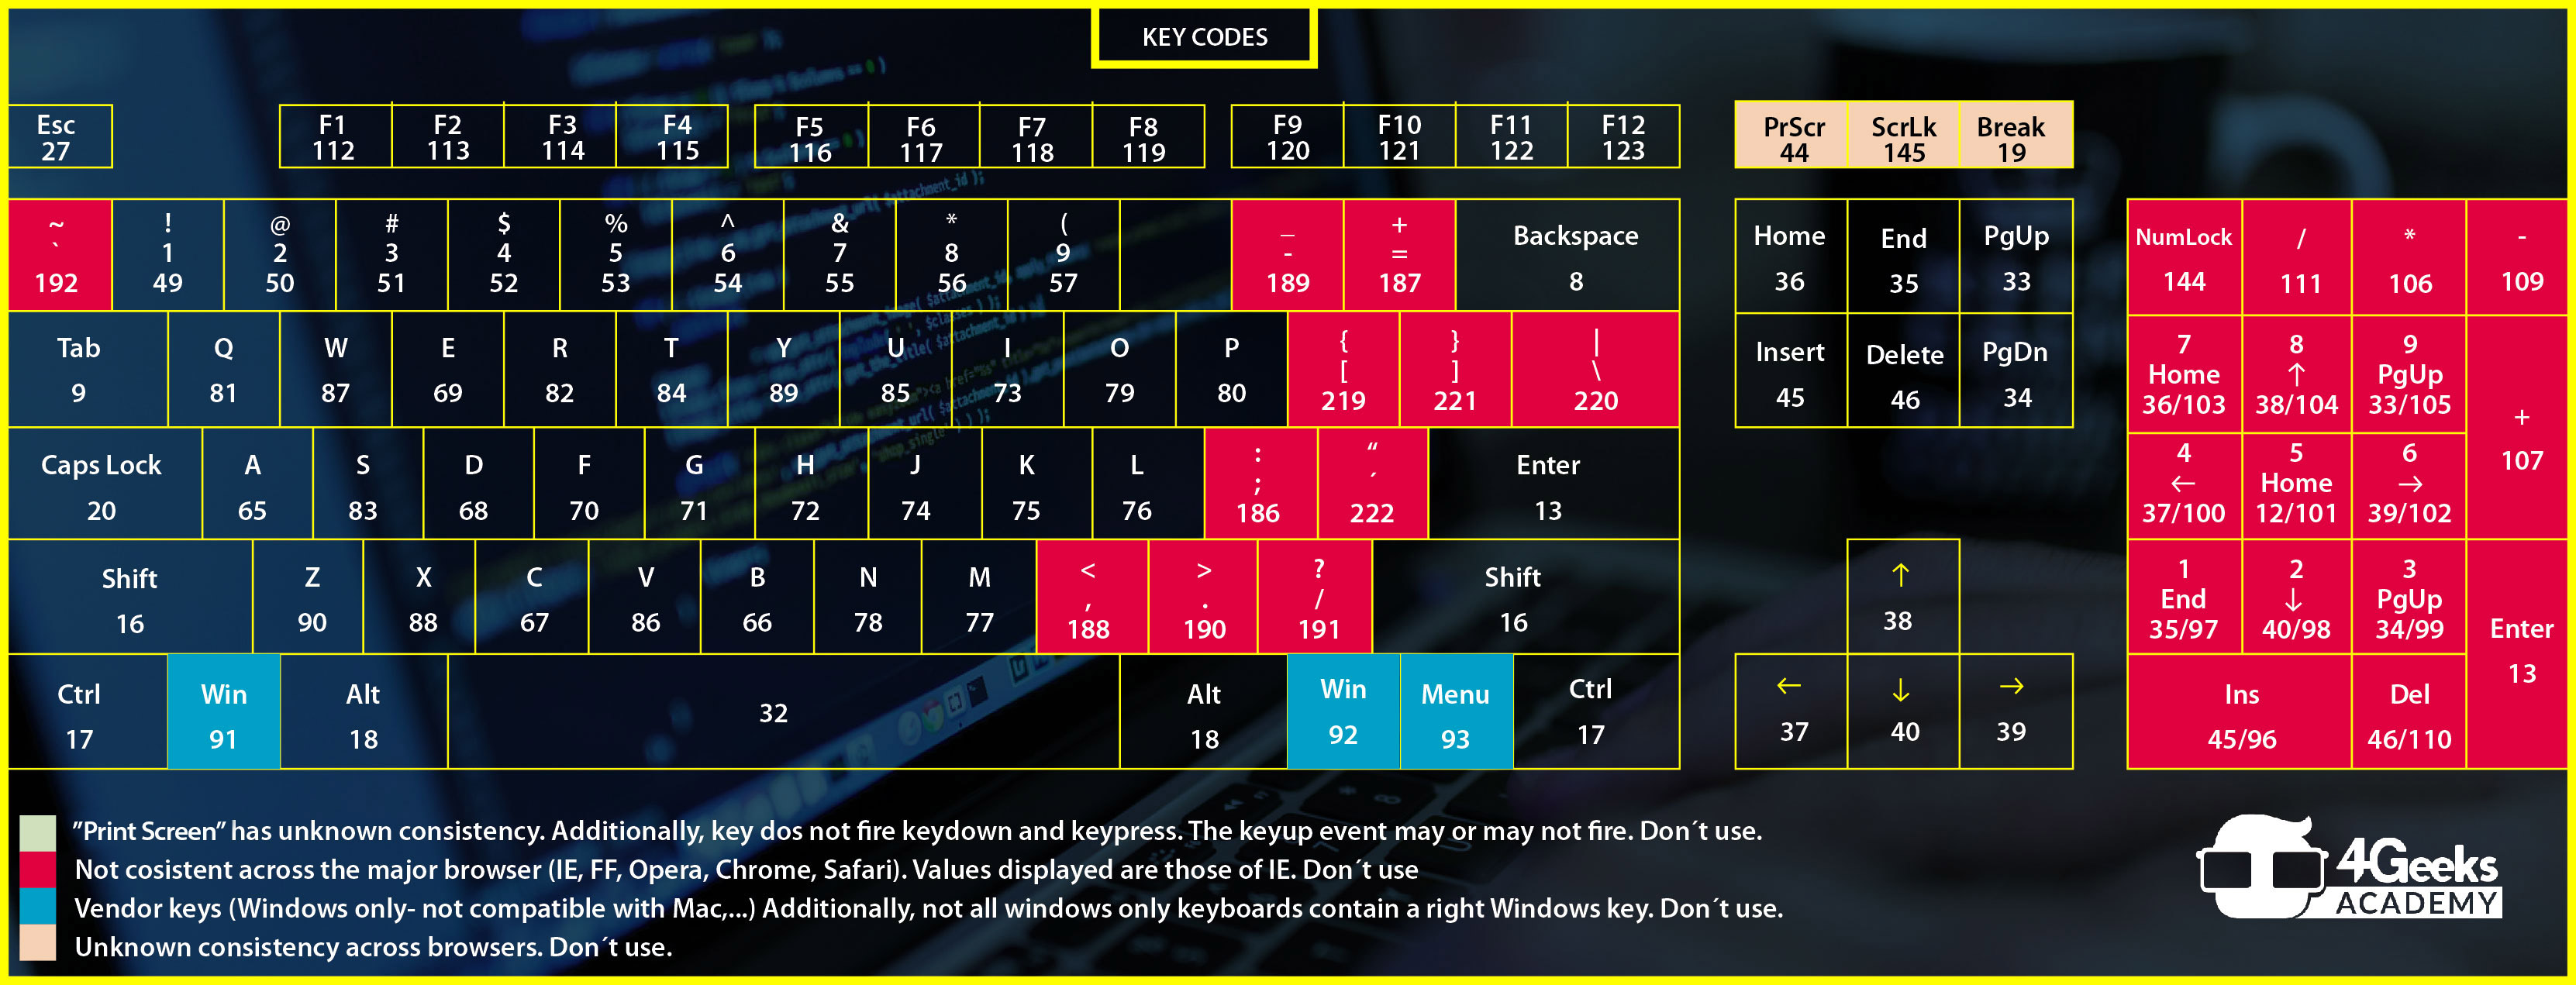 KEY CODES
Esc F1 F2 F3 F4 F5 F6 F7 F8 F9 F10 F11 F12 PrScr ScrLk Break
27 112 113 114 115 116 117 118 119 120 121 122 123 44 145 19
~ ! @ # $ % ^ & * ( _ +
` 1 2 3 4 5 6 7 8 9 - = Backspace Home End PgUp NumLock / * -
192 49 50 51 52 53 54 55 56 57 189 187 8 36 35 33 144 111 106 109
{ } |
Tab Q W E R T Y U I O P [ ] \ Insert Delete PgDn
9 81 87 69 82 84 89 85 73 79 80 219 221 220 45 46 34
7 8 9
Home ↑ PgUp +
36/103 38/104 33/105 107
: “
Caps Lock A S D F G H J K L ; ´ Enter
20 65 83 68 70 71 72 74 75 76 186 222 13
4 5 6
← Home →
37/100 12/101 39/102
< > ?
Shift Z X C V B N M , . / Shift ↑
16 90 88 67 86 66 78 77 188 190 191 16 38
1 2 3
End ↓ PgUp Enter
35/97 40/98 34/99 13
Ctrl Win Alt Alt Win Menu Ctrl ← ↓ → Ins Del
17 91 18 32 18 92 93 17 37 40 39 45/96 46/110
”Print Screen” has unknown consistency. Additionally, key dos not fire keydown and keypress. The keyup event may or may not fire. Don´t use.
Not cosistent across the major browser (IE, FF, Opera, Chrome, Safari). Values displayed are those of IE. Don´t use
Vendor keys (Windows only- not compatible with Mac,...) Additionally, not all windows only keyboards contain a right Windows key. Don´t use.
Unknown consistency across browsers. Don´t use.
4Geeks
ACADEMY